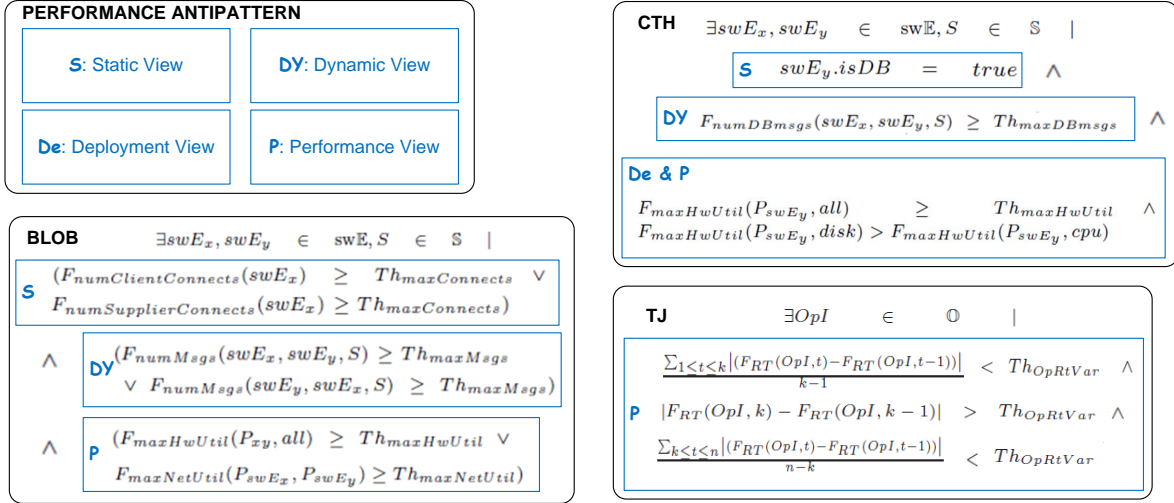 PERFORMANCE ANTIPATTERN
S: Static View
DY: Dynamic View
De: Deployment View
P: Performance View
BLOB ∃swE_x, swE_y ∈ sw𝔼, S ∈ 𝕊 |
S (F_numClientConnects(swE_x) ≥ Th_maxConnects ∨
F_numSupplierConnects(swE_x) ≥ Th_maxConnects)
∧ DY (F_numMsgs(swE_x, swE_y, S) ≥ Th_maxMsgs
∨ F_numMsgs(swE_y, swE_x, S) ≥ Th_maxMsgs)
∧ P (F_maxHwUtil(P_xy, all) ≥ Th_maxHwUtil ∨
F_maxNetUtil(P_swE_x, P_swE_y) ≥ Th_maxNetUtil)
CTH ∃swE_x, swE_y ∈ sw𝔼, S ∈ 𝕊 |
S swE_y.isDB = true ∧
DY F_numDBmsgs(swE_x, swE_y, S) ≥ Th_maxDBmsgs ∧
De & P
F_maxHwUtil(P_swE_y, all) ≥ Th_maxHwUtil ∧
F_maxHwUtil(P_swE_y, disk) > F_maxHwUtil(P_swE_y, cpu)
TJ ∃OpI ∈ 𝕆 |
∑_1≤t≤k |(F_RT(OpI,t)−F_RT(OpI,t−1))| / k−1 < Th_OpRtVar ∧
P |F_RT(OpI, k) − F_RT(OpI, k − 1)| > Th_OpRtVar ∧
∑_k≤t≤n |(F_RT(OpI,t)−F_RT(OpI,t−1))| / n−k < Th_OpRtVar